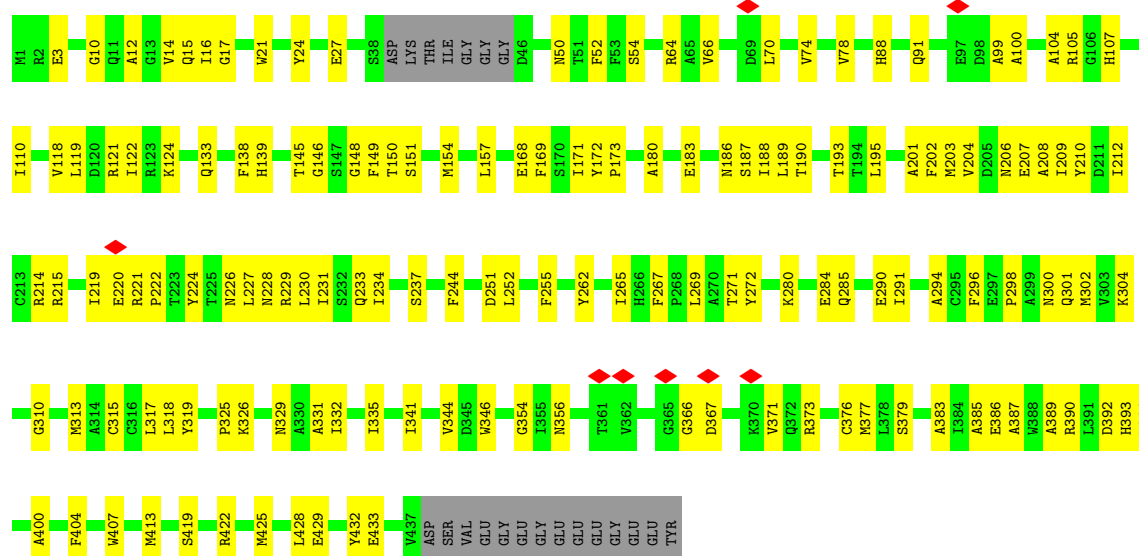 M1 R2 E3 G10 Q11 A12 G13 V14 Q15 I16 G17 W21 Y24 E27 S38 ASP LYS THR ILE GLY GLY GLY D46 N50 T51 F52 F53 S54 R64 A65 V66 D69 L70 V74 V78 H88 Q91 E97 D98 A99 A100 A104 R105 G106 H107
I110 V118 L119 D120 R121 I122 R123 K124 Q133 F138 H139 T145 G146 S147 G148 F149 T150 S151 M154 L157 E168 F169 S170 I171 Y172 P173 A180 E183 N186 S187 I188 L189 T190 T193 T194 L195 A201 F202 M203 V204 D205 N206 E207 A208 I209 Y210 D211 I212
C213 R214 R215 I219 E220 R221 P222 T223 Y224 T225 N226 L227 N228 R229 L230 I231 S232 Q233 I234 S237 F244 D251 L252 F255 Y262 I265 H266 F267 P268 L269 A270 T271 Y272 K280 E284 Q285 E290 I291 A294 C295 F296 E297 P298 A299 N300 Q301 M302 V303 K304
G310 M313 A314 C315 C316 L317 L318 Y319 P325 K326 N329 A330 A331 I332 I335 I341 V344 D345 W346 G354 I355 N356 T361 V362 G365 G366 D367 K370 V371 Q372 R373 C376 M377 L378 S379 A383 I384 A385 E386 A387 W388 A389 R390 L391 D392 H393
A400 F404 W407 M413 S419 R422 M425 L428 E429 Y432 E433 V437 ASP SER VAL GLU GLY GLU GLY GLU GLU GLU GLY GLU GLU TYR